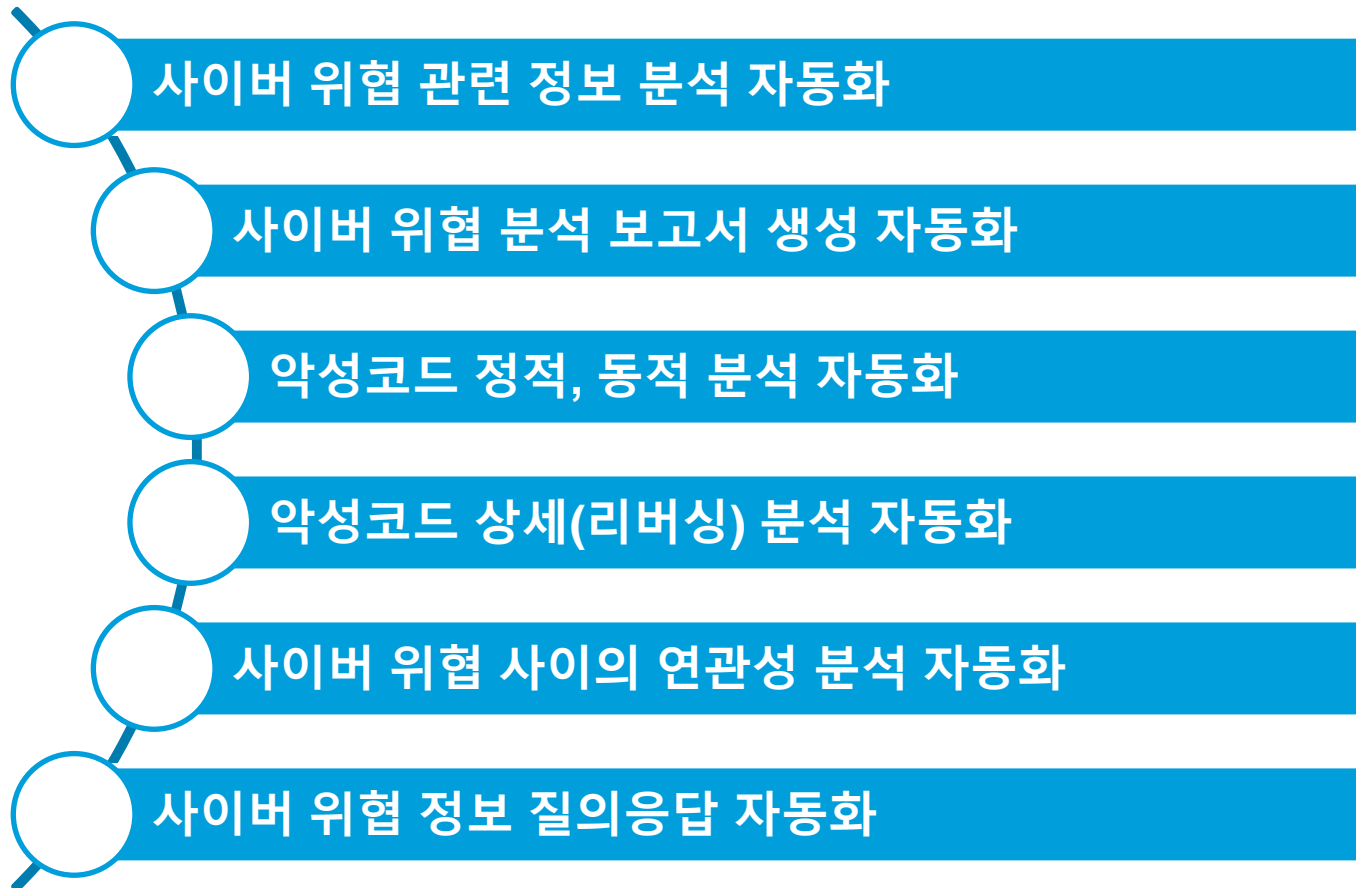 사이버 위협 관련 정보 분석 자동화
사이버 위협 분석 보고서 생성 자동화
악성코드 정적, 동적 분석 자동화
악성코드 상세(리버싱) 분석 자동화
사이버 위협 사이의 연관성 분석 자동화
사이버 위협 정보 질의응답 자동화